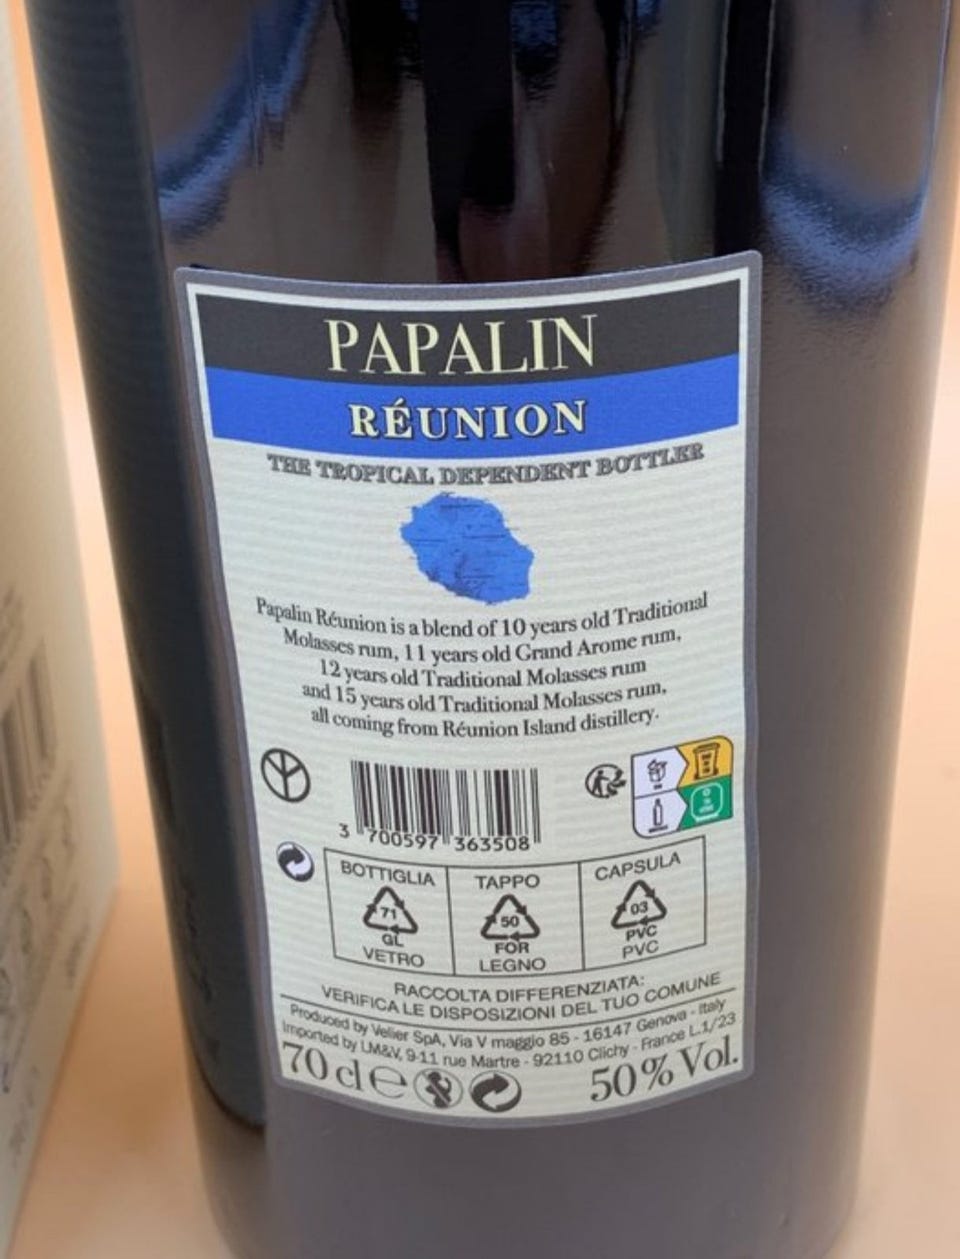 PAPALIN
RÉUNION
THE TROPICAL DEPENDENT BOTTLER
Papalin Réunion is a blend of 10 years old Traditional
Molasses rum, 11 years old Grand Arome rum,
12 years old Traditional Molasses rum
and 15 years old Traditional Molasses rum,
all coming from Réunion Island distillery.
3 700597 363508
BOTTIGLIA
71
GL
VETRO
TAPPO
50
FOR
LEGNO
CAPSULA
03
PVC
PVC
RACCOLTA DIFFERENZIATA:
VERIFICA LE DISPOSIZIONI DEL TUO COMUNE
Produced by Velier SpA, Via V maggio 85 - 16147 Genova - Italy
Imported by LM&V, 9-11 rue Martre - 92110 Clichy - France L.1/23
70 cl e 50% Vol.